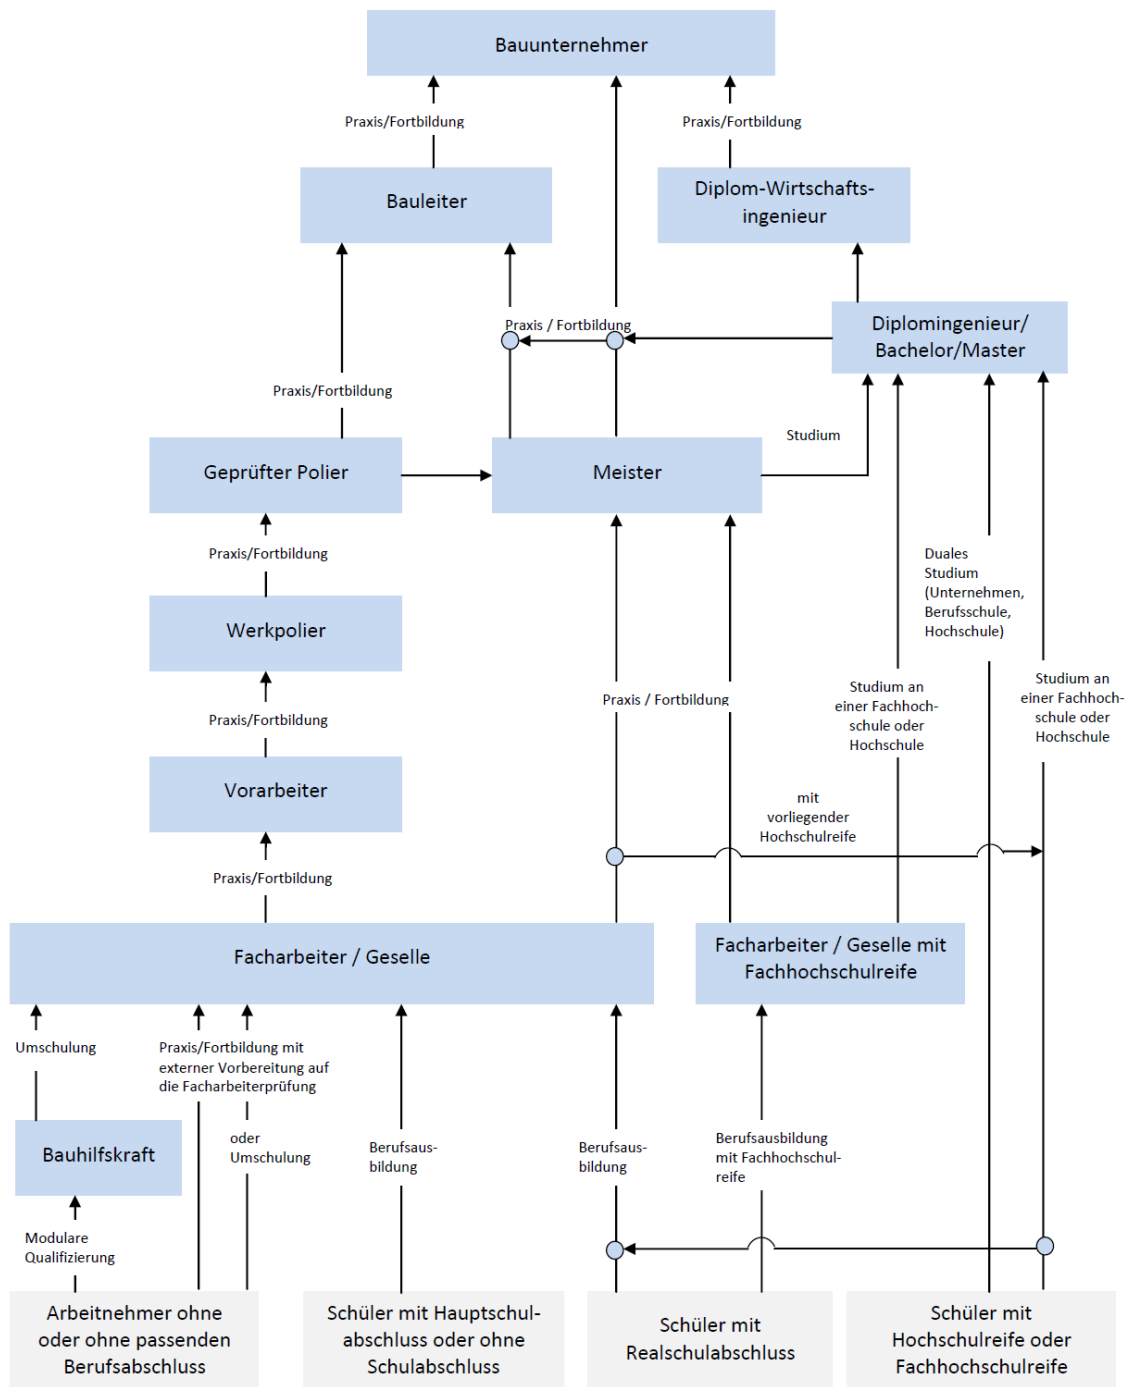 Bauunternehmer
Praxis/Fortbildung
Praxis/Fortbildung
Bauleiter
Diplom-Wirtschafts-
ingenieur
Praxis / Fortbildung
Diplomingenieur/
Bachelor/Master
Praxis/Fortbildung
Studium
Geprüfter Polier
Meister
Praxis/Fortbildung
Duales
Studium
(Unternehmen,
Berufsschule,
Hochschule)
Werkpolier
Praxis/Fortbildung
Praxis / Fortbildung
Studium an
einer Fachhoch-
schule oder
Hochschule
Studium an
einer Fachhoch-
schule oder
Hochschule
Vorarbeiter
mit
vorliegender
Hochschulreife
Praxis/Fortbildung
Facharbeiter / Geselle
Facharbeiter / Geselle mit
Fachhochschulreife
Umschulung
Praxis/Fortbildung mit
externer Vorbereitung auf
die Facharbeiterprüfung
oder
Umschulung
Bauhilfskraft
Berufsaus-
bildung
Berufsaus-
bildung
Berufsausbildung
mit Fachhochschul-
reife
Modulare
Qualifizierung
Arbeitnehmer ohne
oder ohne passenden
Berufsabschluss
Schüler mit Hauptschul-
abschluss oder ohne
Schulabschluss
Schüler mit
Realschulabschluss
Schüler mit
Hochschulreife oder
Fachhochschulreife